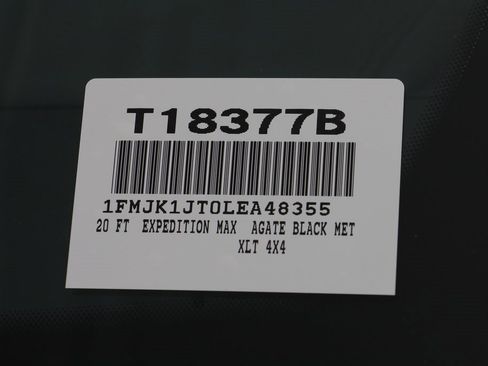 T18377B
1FMJK1JT0LEA48355
20 FT EXPEDITION MAX AGATE BLACK MET
XLT 4X4